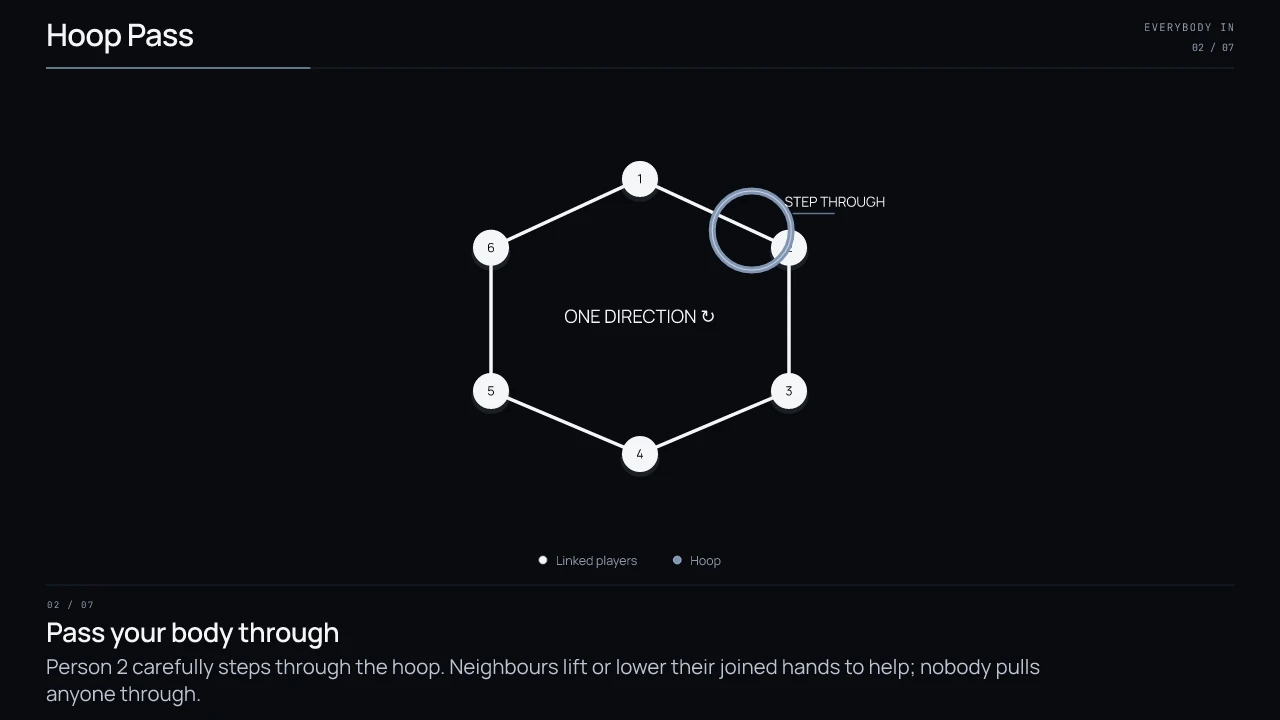 Hoop Pass
EVERYBODY IN
02 / 07
1
STEP THROUGH
6
ONE DIRECTION ↻
5
3
4
Linked players
Hoop
02 / 07
Pass your body through
Person 2 carefully steps through the hoop. Neighbours lift or lower their joined hands to help; nobody pulls
anyone through.